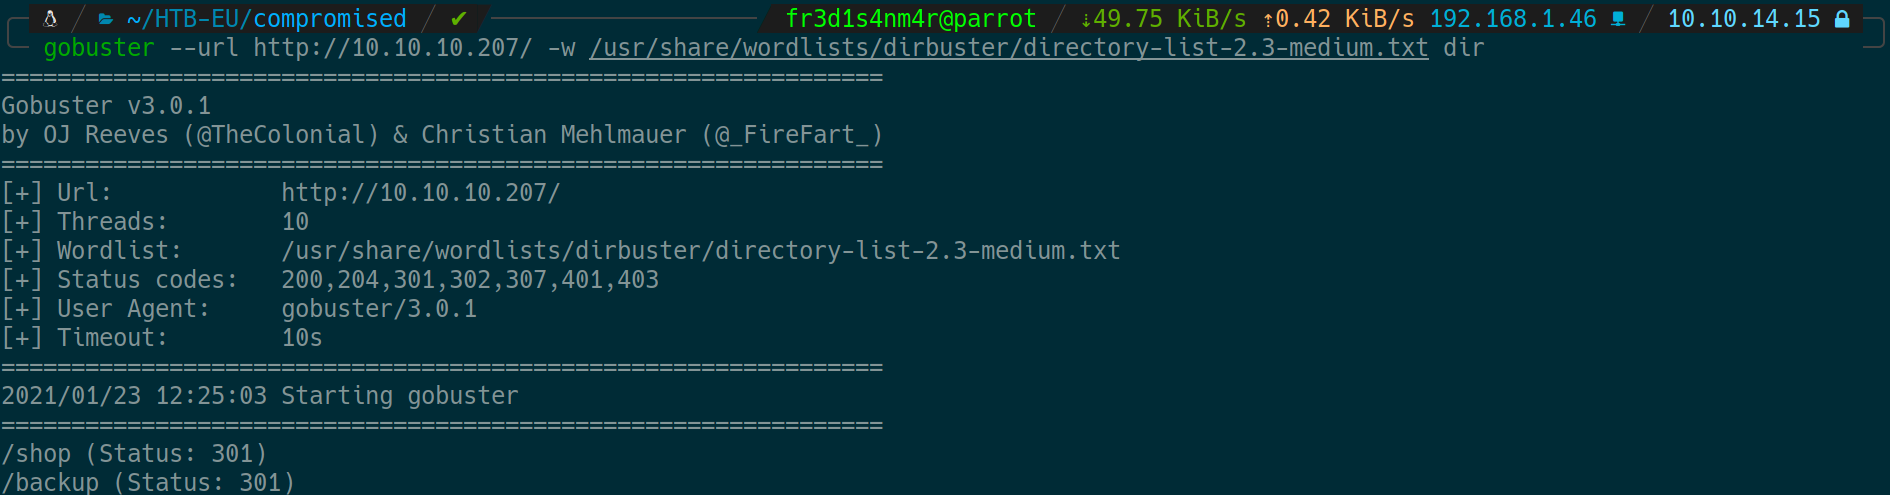 ~/HTB-EU/compromised ✔ fr3d1s4nm4r@parrot ↓49.75 KiB/s ↑0.42 KiB/s 192.168.1.46 10.10.14.15
gobuster --url http://10.10.10.207/ -w /usr/share/wordlists/dirbuster/directory-list-2.3-medium.txt dir
===============================================================
Gobuster v3.0.1
by OJ Reeves (@TheColonial) & Christian Mehlmauer (@_FireFart_)
===============================================================
[+] Url:            http://10.10.10.207/
[+] Threads:        10
[+] Wordlist:       /usr/share/wordlists/dirbuster/directory-list-2.3-medium.txt
[+] Status codes:   200,204,301,302,307,401,403
[+] User Agent:     gobuster/3.0.1
[+] Timeout:        10s
===============================================================
2021/01/23 12:25:03 Starting gobuster
===============================================================
/shop (Status: 301)
/backup (Status: 301)